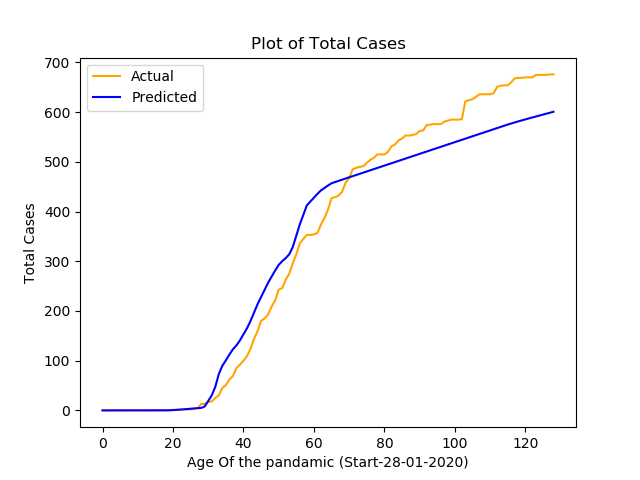 Plot of Total Cases
Actual
Predicted
700
600
500
400
300
200
100
0
Total Cases
0 20 40 60 80 100 120
Age Of the pandamic (Start-28-01-2020)